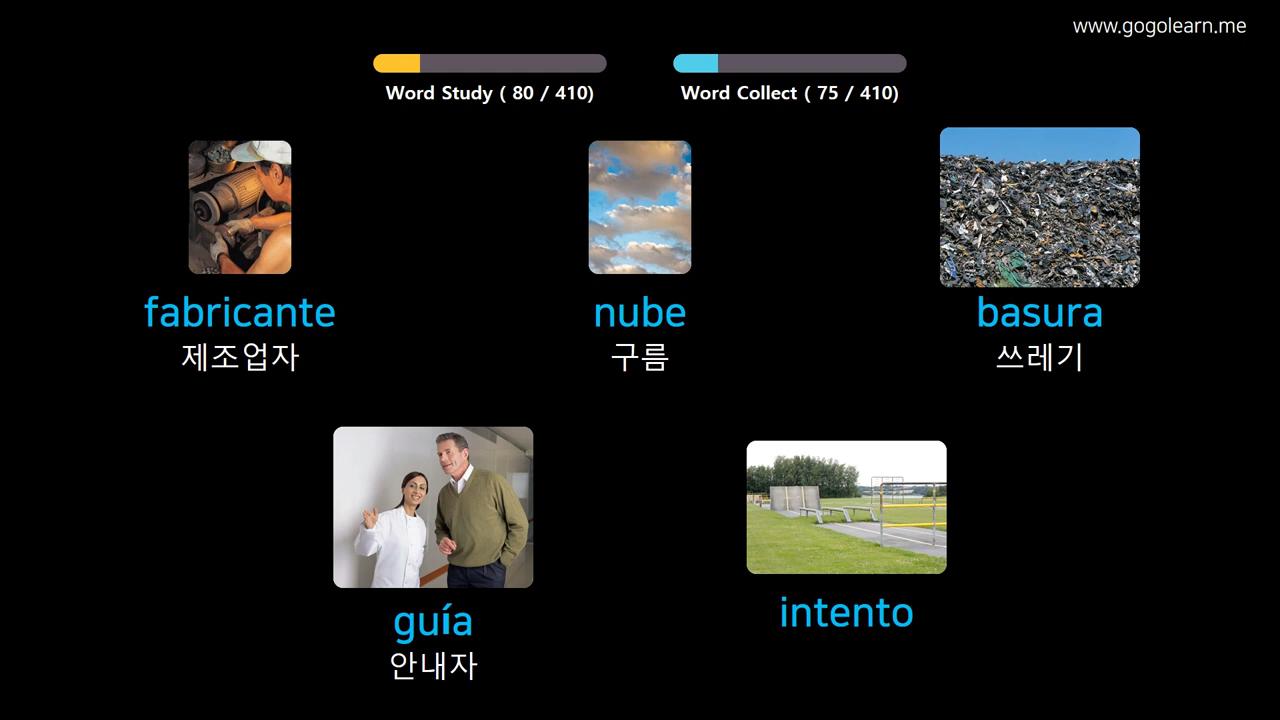 www.gogolearn.me
Word Study ( 80 / 410)
Word Collect ( 75 / 410)
fabricante
제조업자
nube
구름
basura
쓰레기
guía
안내자
intento